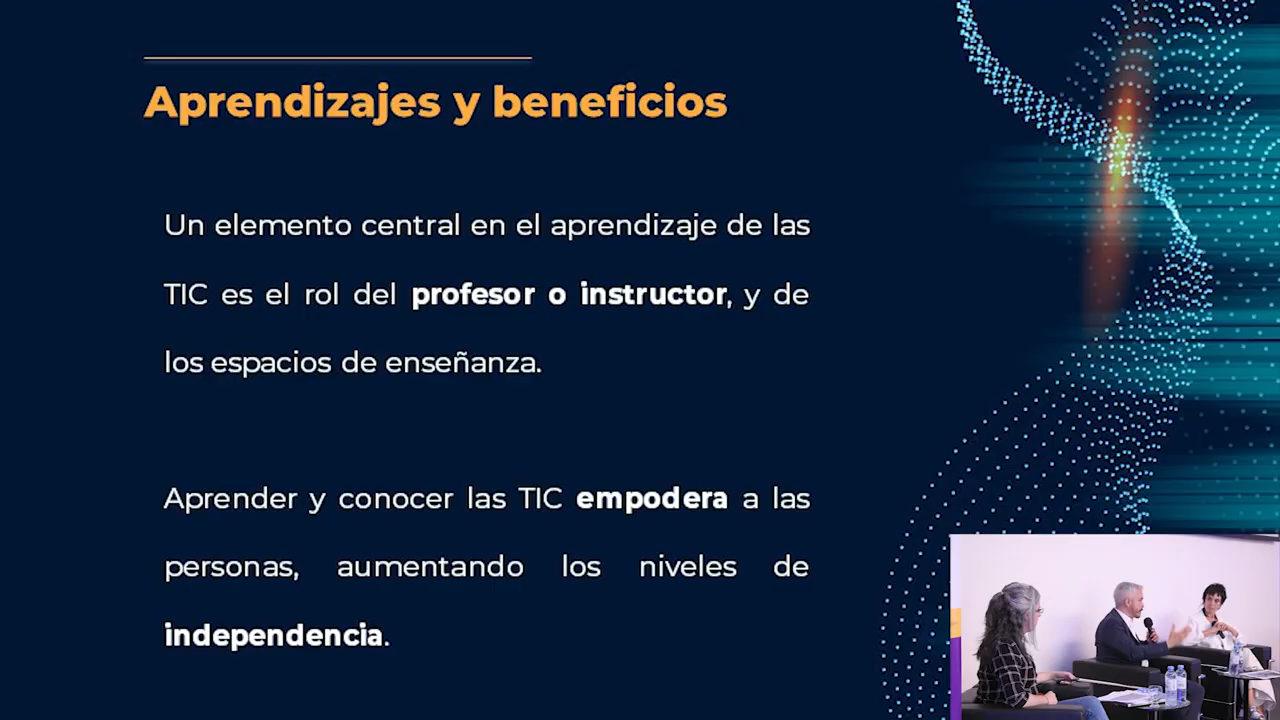 Aprendizajes y beneficios
Un elemento central en el aprendizaje de las
TIC es el rol del profesor o instructor, y de
los espacios de enseñanza.
Aprender y conocer las TIC empodera a las
personas, aumentando los niveles de
independencia.